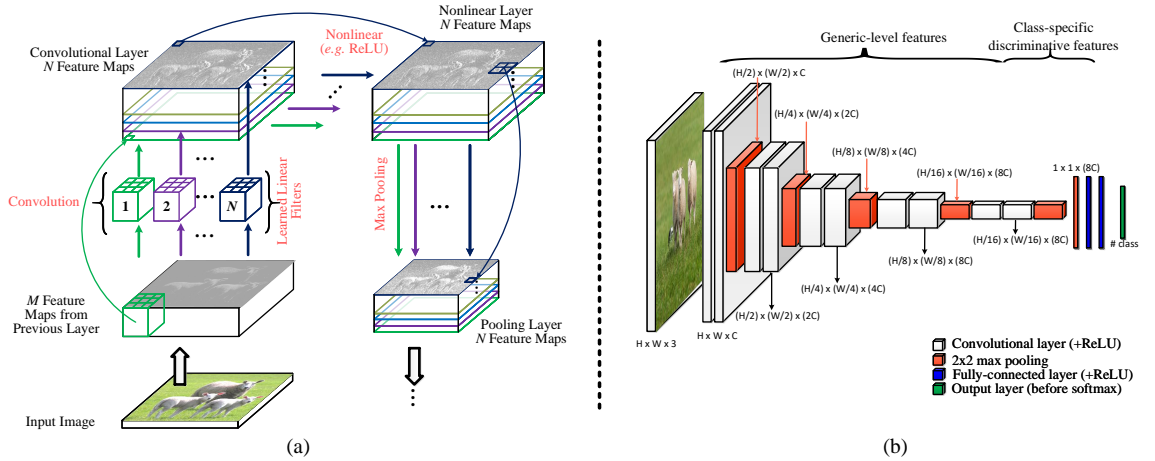 Convolutional Layer
N Feature Maps
Nonlinear
(e.g. ReLU)
Nonlinear Layer
N Feature Maps
Convolution
1
2
N
Learned Linear
Filters
Max Pooling
M Feature
Maps from
Previous Layer
Pooling Layer
N Feature Maps
Input Image
(a)
Generic-level features
Class-specific
discriminative features
(H/2) x (W/2) x C
(H/4) x (W/4) x (2C)
(H/8) x (W/8) x (4C)
(H/16) x (W/16) x (8C)
1 x 1 x (8C)
(H/16) x (W/16) x (8C)
# class
(H/8) x (W/8) x (8C)
(H/4) x (W/4) x (4C)
(H/2) x (W/2) x (2C)
H x W x 3
H x W x C
Convolutional layer (+ReLU)
2x2 max pooling
Fully-connected layer (+ReLU)
Output layer (before softmax)
(b)